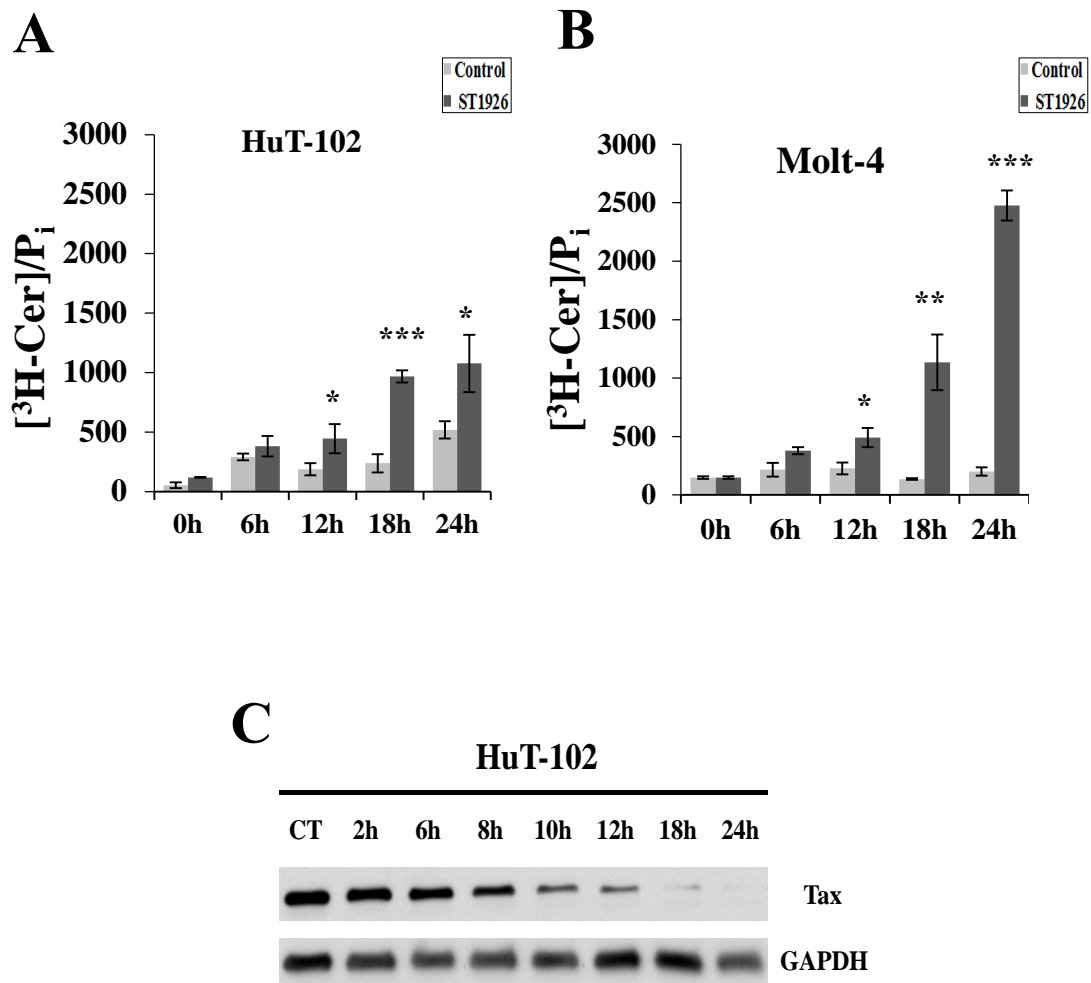 A
Control
ST1926
HuT-102
[³H-Cer]/Pᵢ
3000
2500
2000
1500
1000
500
0
*
***
*
0h 6h 12h 18h 24h
B
Control
ST1926
Molt-4
[³H-Cer]/Pᵢ
3000
2500
2000
1500
1000
500
0
*
**
***
0h 6h 12h 18h 24h
C
HuT-102
CT 2h 6h 8h 10h 12h 18h 24h
Tax
GAPDH